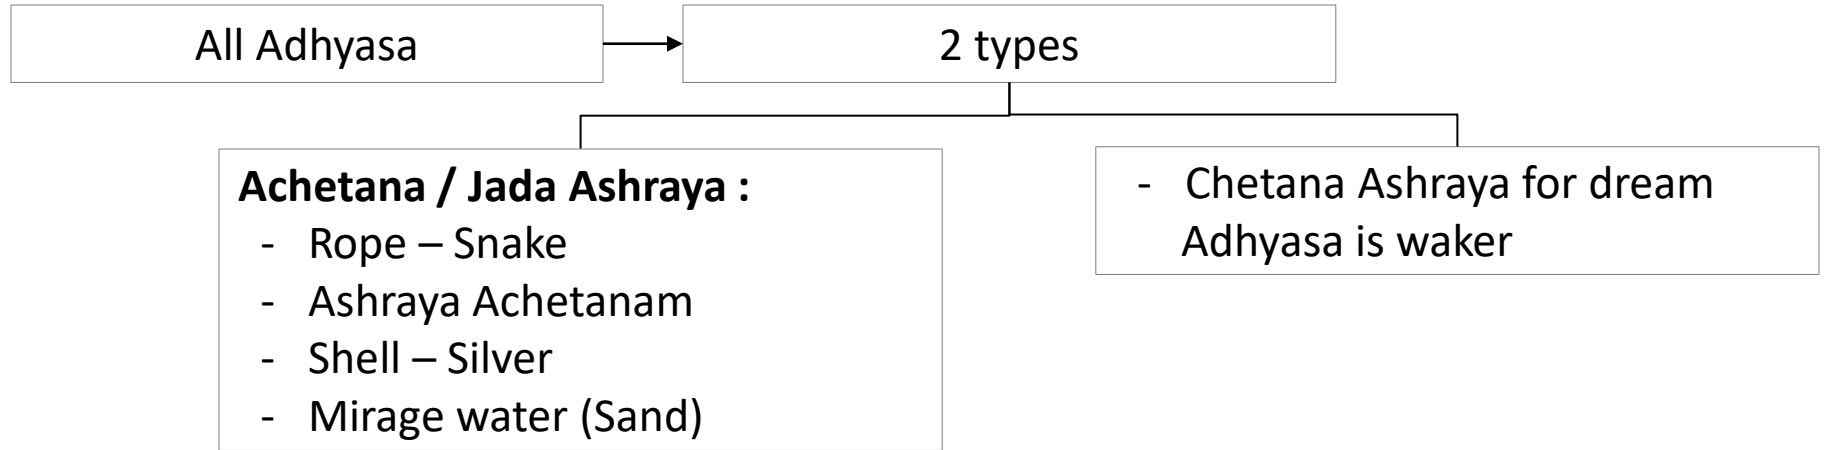 All Adhyasa
2 types
Achetana / Jada Ashraya :
- Rope – Snake
- Ashraya Achetanam
- Shell – Silver
- Mirage water (Sand)
- Chetana Ashraya for dream
Adhyasa is waker